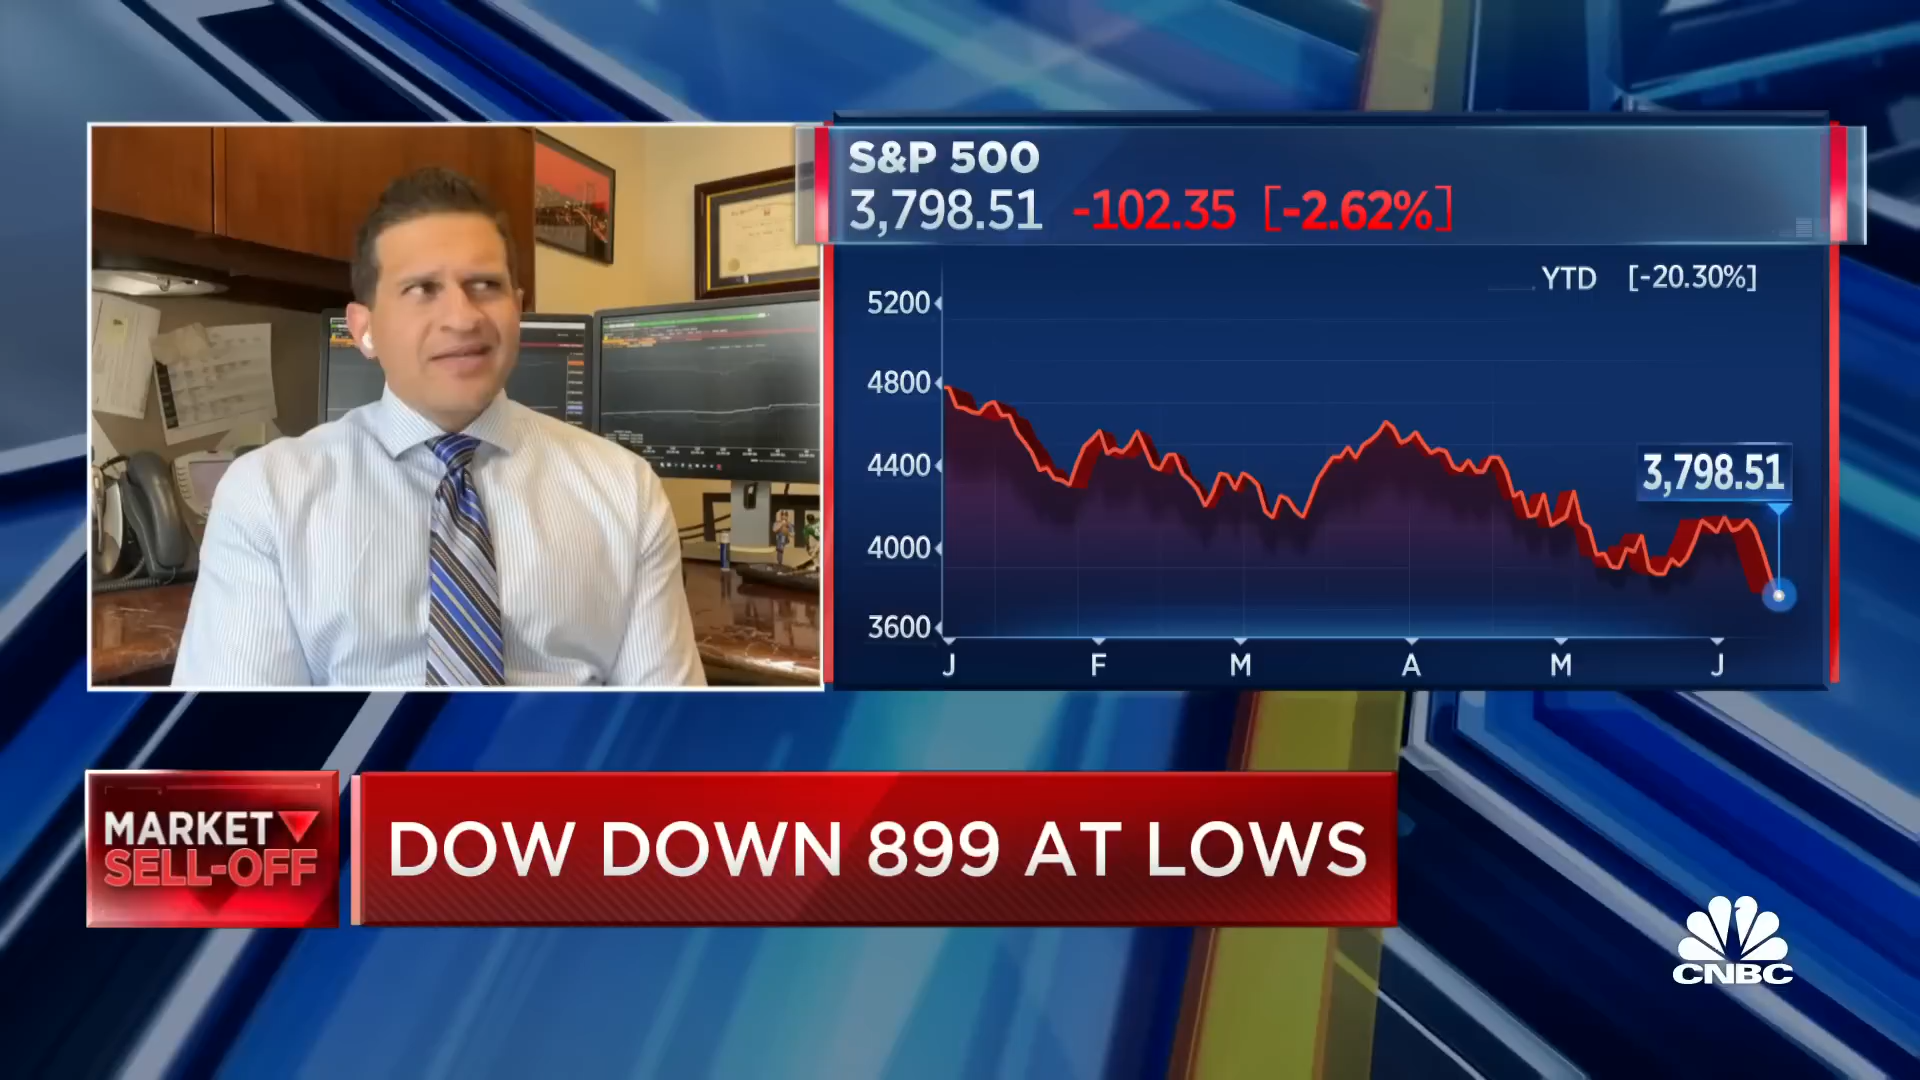 S&P 500
3,798.51 -102.35 [-2.62%]
YTD [-20.30%]
5200
4800
4400
4000
3600
3,798.51
J F M A M J
MARKET
SELL-OFF
DOW DOWN 899 AT LOWS
CNBC